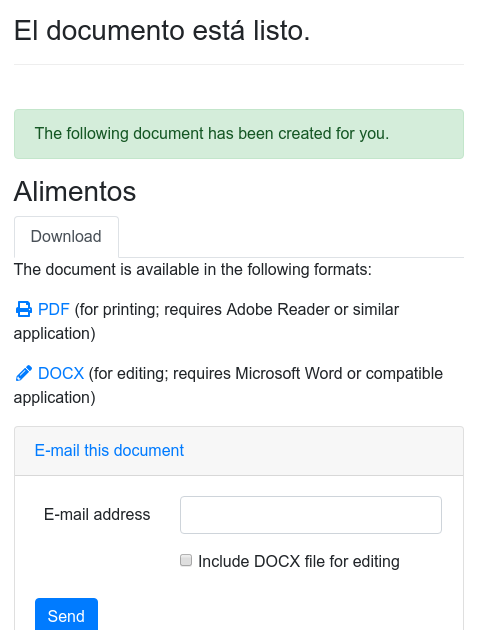 El documento está listo.
The following document has been created for you.
Alimentos
Download
The document is available in the following formats:
PDF (for printing; requires Adobe Reader or similar
application)
DOCX (for editing; requires Microsoft Word or compatible
application)
E-mail this document
E-mail address
Include DOCX file for editing
Send